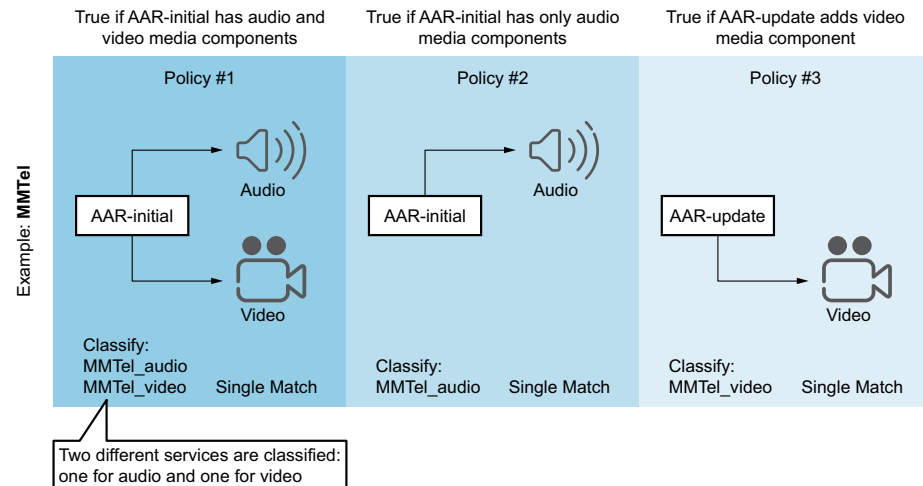 True if AAR-initial has audio and
video media components
True if AAR-initial has only audio
media components
True if AAR-update adds video
media component
Example: MMTel
Policy #1
AAR-initial
Audio
Video
Classify:
MMTel_audio
MMTel_video
Single Match
Two different services are classified:
one for audio and one for video
Policy #2
AAR-initial
Audio
Classify:
MMTel_audio
Single Match
Policy #3
AAR-update
Video
Classify:
MMTel_video
Single Match